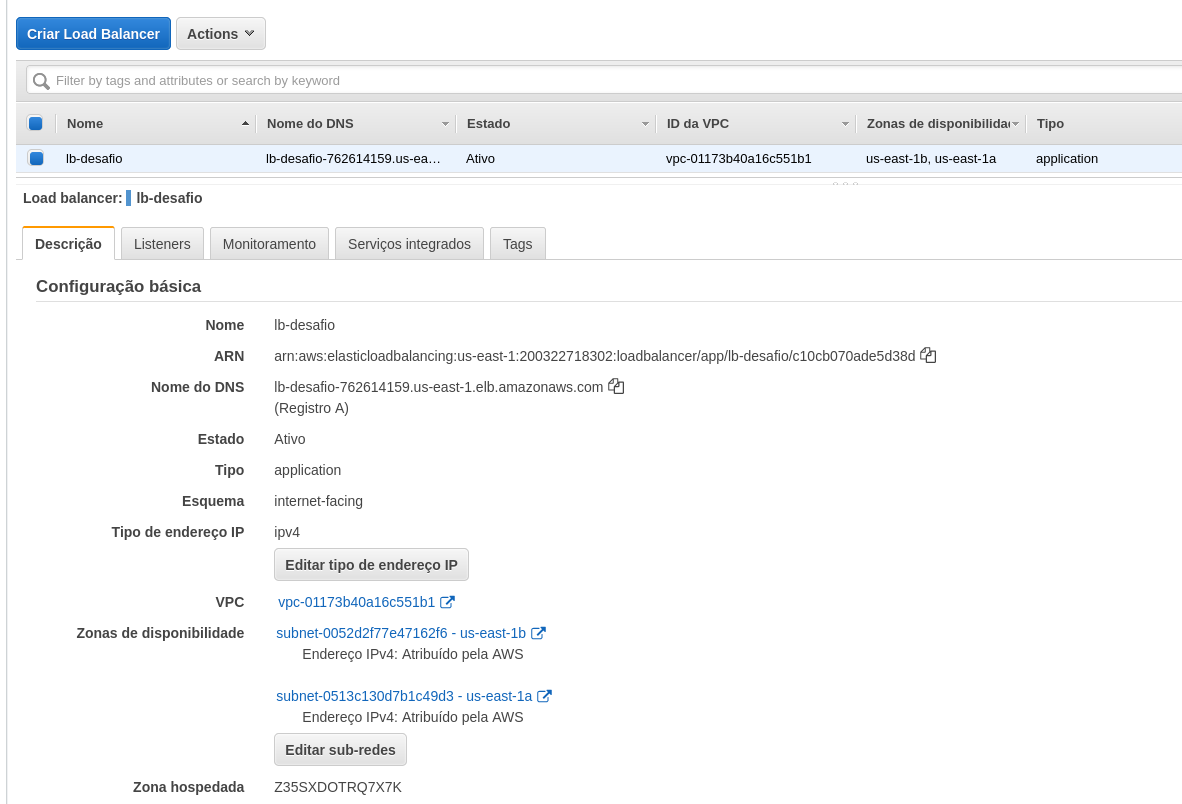 Criar Load Balancer Actions
Filter by tags and attributes or search by keyword
Nome Nome do DNS Estado ID da VPC Zonas de disponibilida Tipo
lb-desafio lb-desafio-762614159.us-ea… Ativo vpc-01173b40a16c551b1 us-east-1b, us-east-1a application
Load balancer: lb-desafio
Descrição Listeners Monitoramento Serviços integrados Tags
Configuração básica
Nome lb-desafio
ARN arn:aws:elasticloadbalancing:us-east-1:200322718302:loadbalancer/app/lb-desafio/c10cb070ade5d38d
Nome do DNS lb-desafio-762614159.us-east-1.elb.amazonaws.com
(Registro A)
Estado Ativo
Tipo application
Esquema internet-facing
Tipo de endereço IP ipv4
Editar tipo de endereço IP
VPC vpc-01173b40a16c551b1
Zonas de disponibilidade subnet-0052d2f77e47162f6 - us-east-1b
Endereço IPv4: Atribuído pela AWS
subnet-0513c130d7b1c49d3 - us-east-1a
Endereço IPv4: Atribuído pela AWS
Editar sub-redes
Zona hospedada Z35SXDOTRQ7X7K